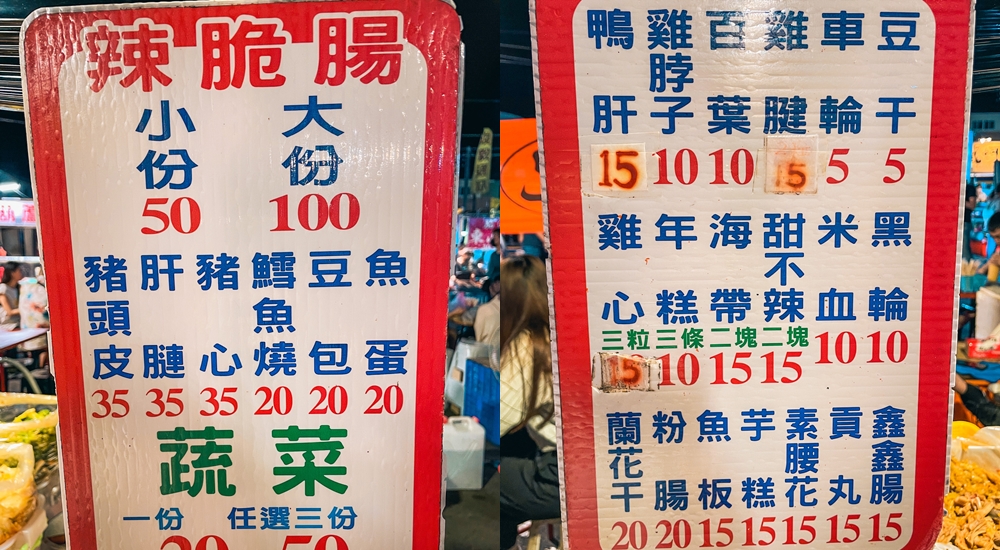 辣脆腸
小份 大份
50 100
豬頭皮 肝膁 豬心 鱈魚燒 豆包 魚蛋
35 35 35 20 20 20
蔬菜
一份 任選三份
20 50
鴨肝 雞脖子 百葉 雞腱 車輪 豆干
15 10 10 15 5 5
雞心 年糕 海帶 甜不辣 米血 黑輪
三粒 三條 二塊 二塊
15 10 15 15 10 10
蘭花干 粉腸 魚板 芋糕 素腰花 貢丸 鑫鑫腸
20 20 15 15 15 15 15